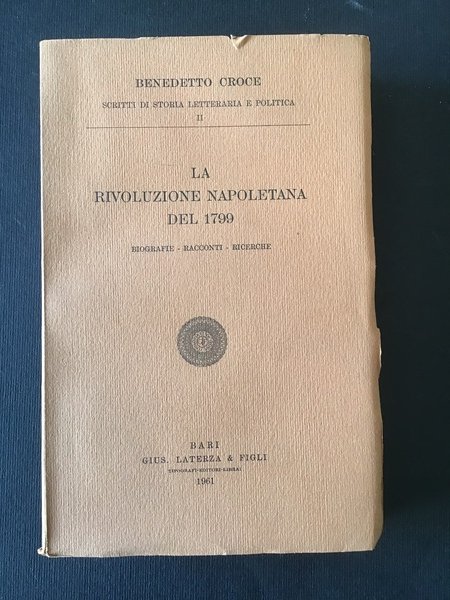 BENEDETTO CROCE
SCRITTI DI STORIA LETTERARIA E POLITICA
II
LA
RIVOLUZIONE NAPOLETANA
DEL 1799
BIOGRAFIE - RACCONTI - RICERCHE
BARI
GIUS. LATERZA & FIGLI
TIPOGRAFI-EDITORI-LIBRAI
1961